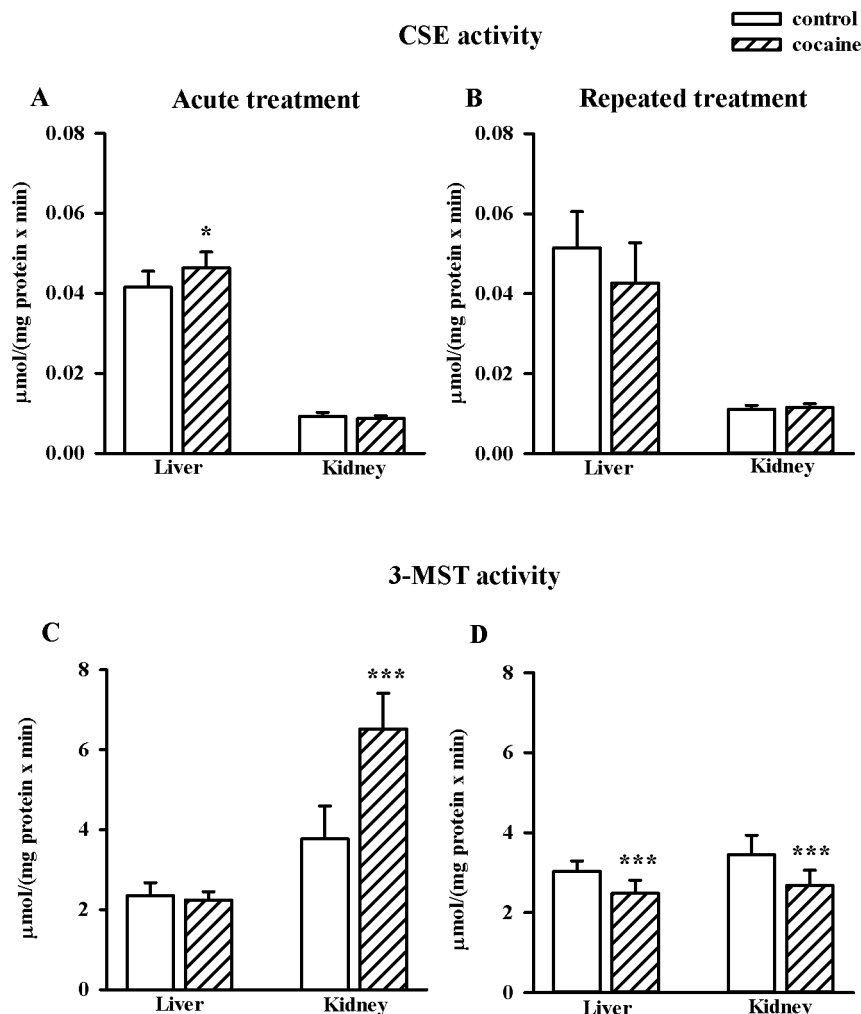 CSE activity
control
cocaine
A
Acute treatment
B
Repeated treatment
μmol/(mg protein x min)
0.08
0.06
0.04
0.02
0.00
*
Liver
Kidney
μmol/(mg protein x min)
0.08
0.06
0.04
0.02
0.00
Liver
Kidney
3-MST activity
C
D
μmol/(mg protein x min)
8
6
4
2
0
***
Liver
Kidney
μmol/(mg protein x min)
8
6
4
2
0
***
***
Liver
Kidney